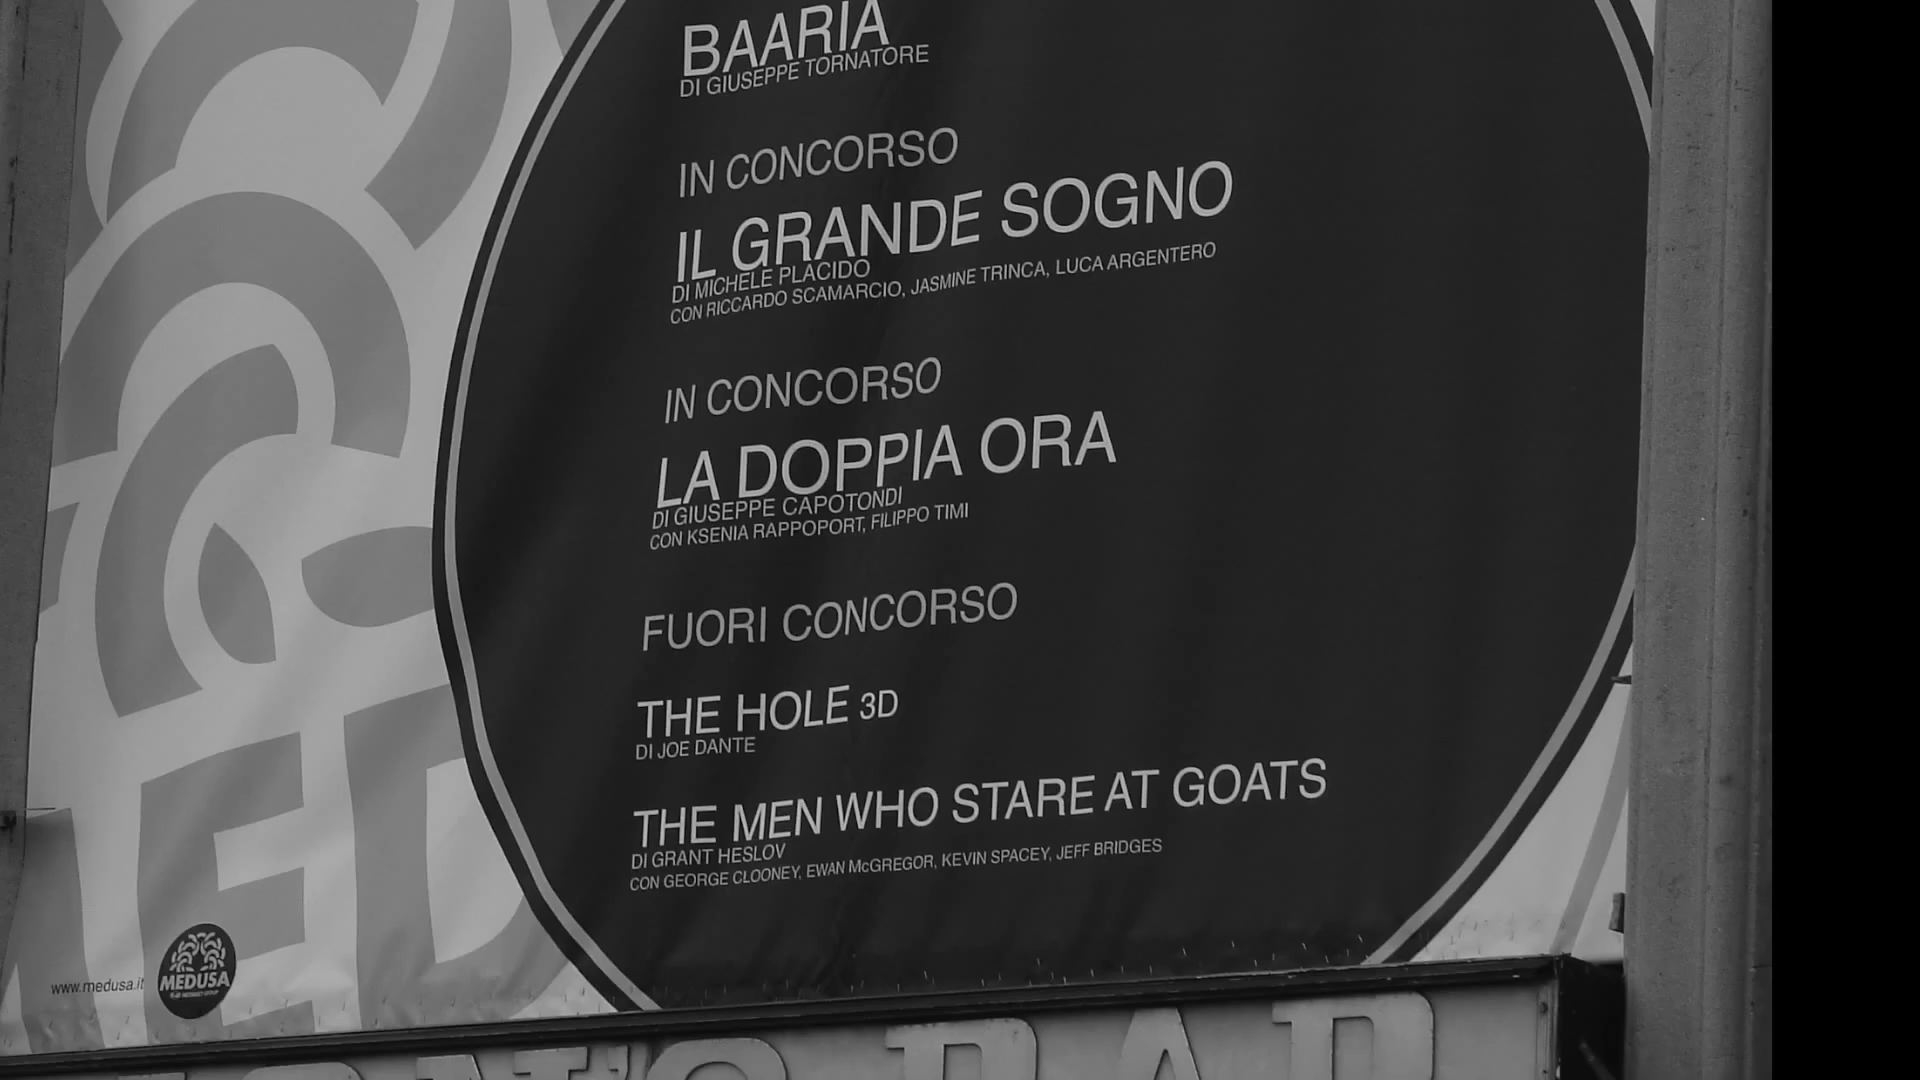 BAARIA
DI GIUSEPPE TORNATORE
IN CONCORSO
IL GRANDE SOGNO
DI MICHELE PLACIDO
CON RICCARDO SCAMARCIO, JASMINE TRINCA, LUCA ARGENTERO
IN CONCORSO
LA DOPPIA ORA
DI GIUSEPPE CAPOTONDI
CON KSENIA RAPPOPORT, FILIPPO TIMI
FUORI CONCORSO
THE HOLE 3D
DI JOE DANTE
THE MEN WHO STARE AT GOATS
DI GRANT HESLOV
CON GEORGE CLOONEY, EWAN McGREGOR, KEVIN SPACEY, JEFF BRIDGES
www.medusa.it
MEDUSA
BAR